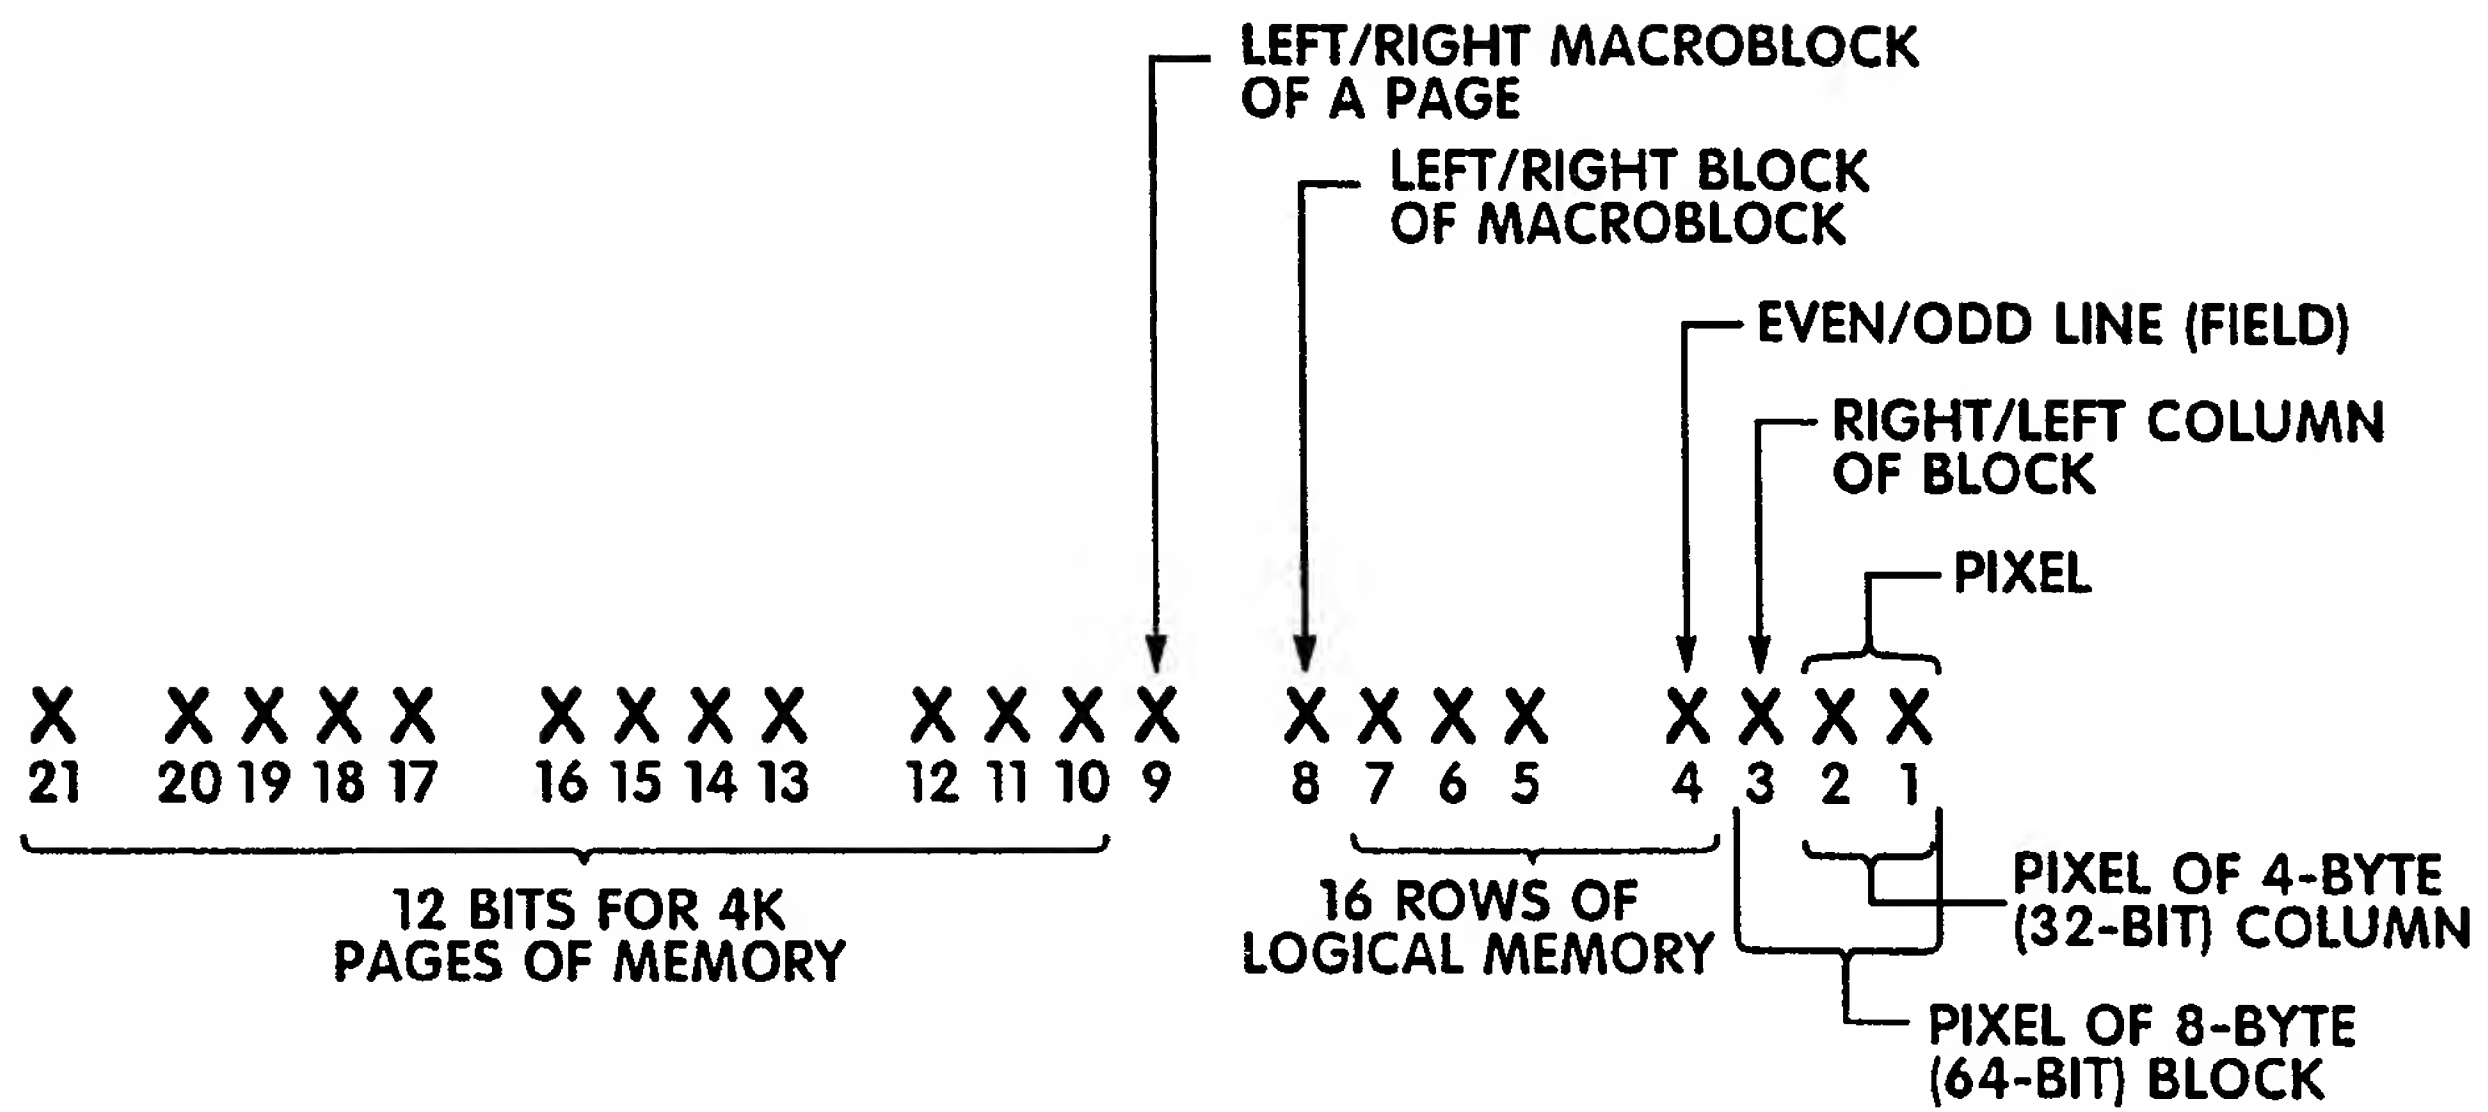 LEFT/RIGHT MACROBLOCK
OF A PAGE
LEFT/RIGHT BLOCK
OF MACROBLOCK
EVEN/ODD LINE (FIELD)
RIGHT/LEFT COLUMN
OF BLOCK
PIXEL
X X X X X X X X X X X X X X X X X X X X X
21 20 19 18 17 16 15 14 13 12 11 10 9 8 7 6 5 4 3 2 1
12 BITS FOR 4K
PAGES OF MEMORY
16 ROWS OF
LOGICAL MEMORY
PIXEL OF 4-BYTE
(32-BIT) COLUMN
PIXEL OF 8-BYTE
(64-BIT) BLOCK